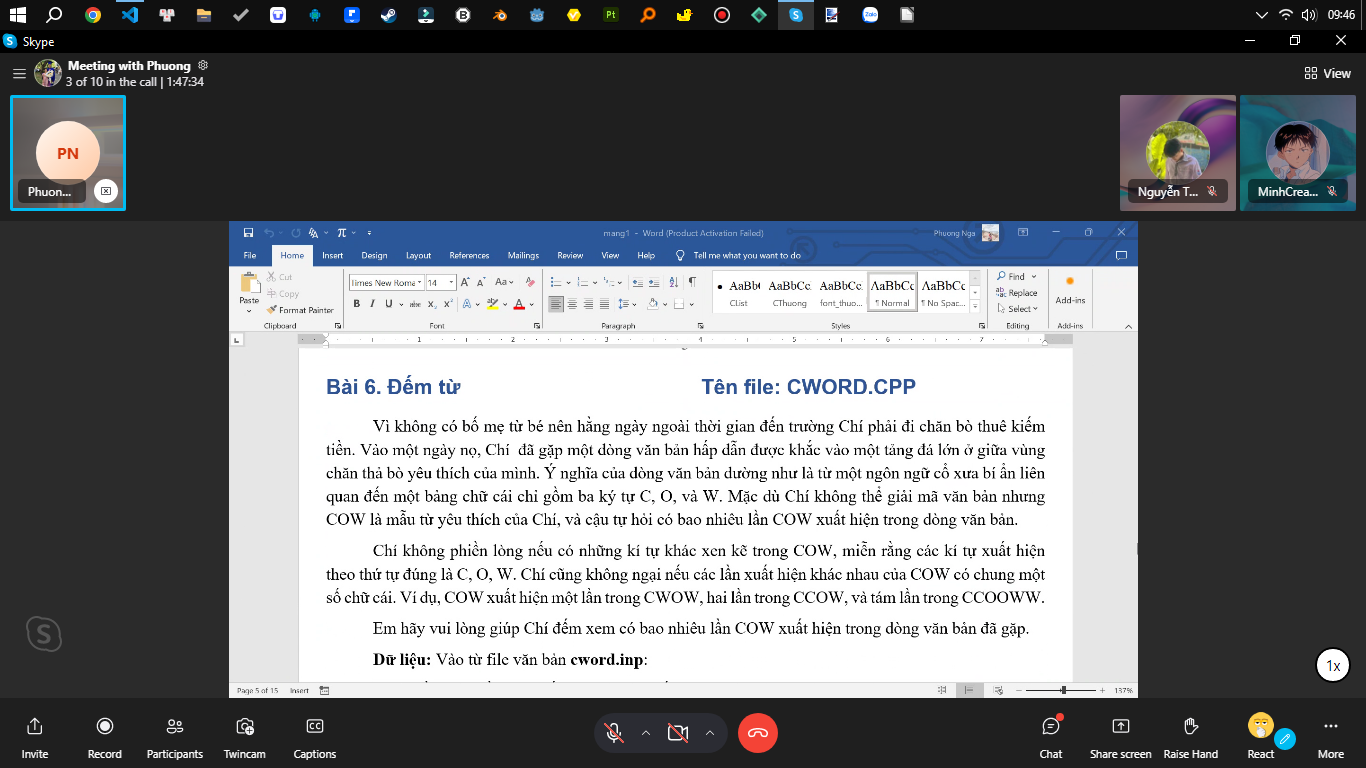 Pt
Zalo
09:46
Skype
Meeting with Phuong
3 of 10 in the call | 1:47:34
View
PN
Phuon...
Nguyễn T...
MinhCrea...
mang1 - Word (Product Activation Failed)
Phuong Nga
File Home Insert Design Layout References Mailings Review View Help Tell me what you want to do
Paste
Cut
Copy
Format Painter
Clipboard
Times New Roma 14
Font
Paragraph
AaBbC AaBbCc AaBbCc. AaBbCc AaBbCc
CList CThuong font_thuo... ¶ Normal ¶ No Spac...
Styles
Find
Replace
Select
Editing
Add-ins
Add-ins
1 2 3 4 5 6 7
Bài 6. Đếm từ Tên file: CWORD.CPP
Vì không có bố mẹ từ bé nên hằng ngày ngoài thời gian đến trường Chí phải đi chăn bò thuê kiếm
tiền. Vào một ngày nọ, Chí đã gặp một dòng văn bản hấp dẫn được khắc vào một tảng đá lớn ở giữa vùng
chăn thả bò yêu thích của mình. Ý nghĩa của dòng văn bản dường như là từ một ngôn ngữ cổ xưa bí ẩn liên
quan đến một bảng chữ cái chỉ gồm ba ký tự C, O, và W. Mặc dù Chí không thể giải mã văn bản nhưng
COW là mẫu từ yêu thích của Chí, và cậu tự hỏi có bao nhiêu lần COW xuất hiện trong dòng văn bản.
Chí không phiền lòng nếu có những kí tự khác xen kẽ trong COW, miễn rằng các kí tự xuất hiện
theo thứ tự đúng là C, O, W. Chí cũng không ngại nếu các lần xuất hiện khác nhau của COW có chung một
số chữ cái. Ví dụ, COW xuất hiện một lần trong CWOW, hai lần trong CCOW, và tám lần trong CCOOWW.
Em hãy vui lòng giúp Chí đếm xem có bao nhiêu lần COW xuất hiện trong dòng văn bản đã gặp.
Dữ liệu: Vào từ file văn bản cword.inp:
Page 5 of 15 Insert
137%
1x
Invite
Record
Participants
Twincam
Captions
Chat
Share screen
Raise Hand
React
More